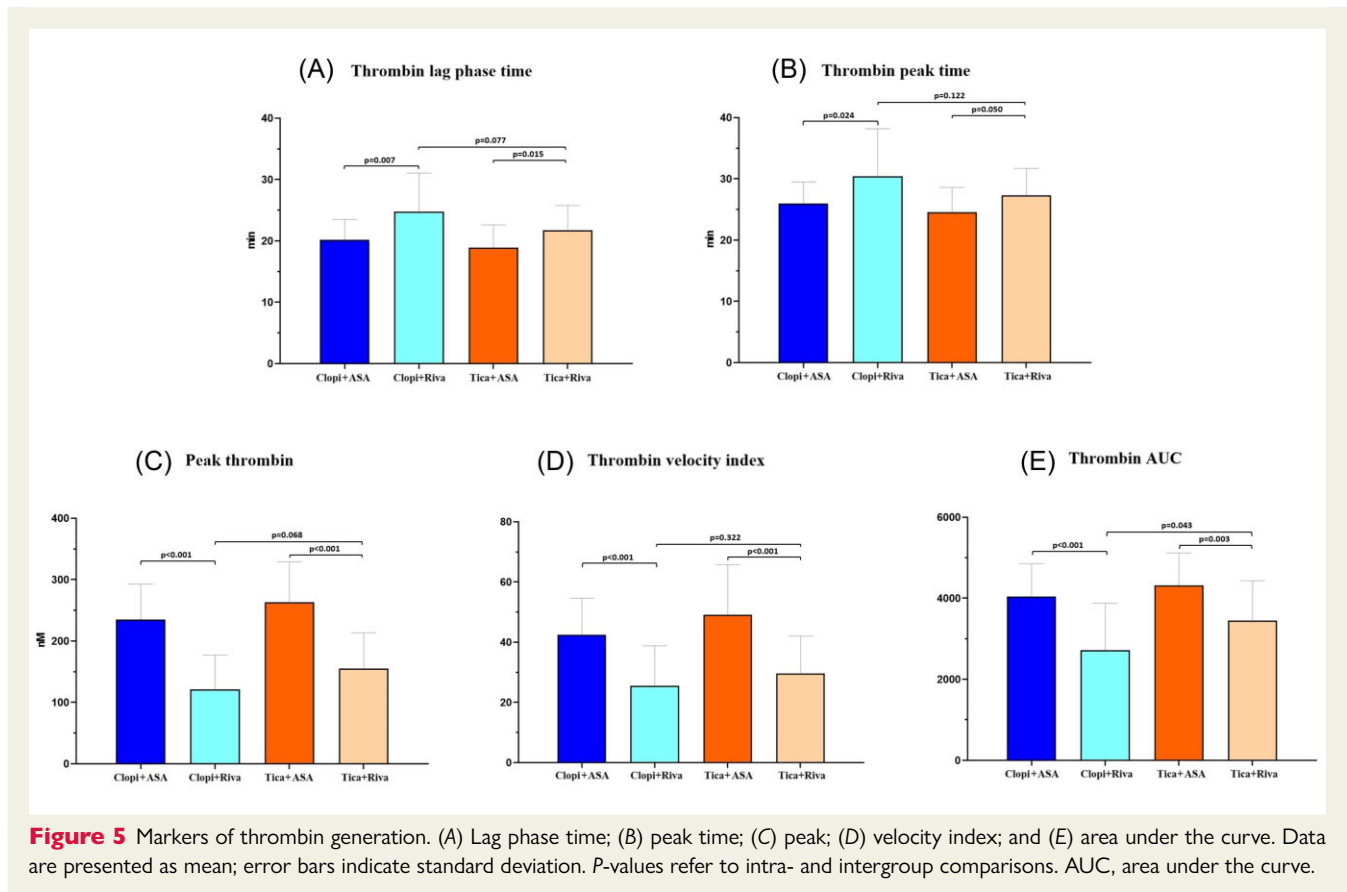 (A) Thrombin lag phase time
40
30
20
10
0
min
p=0.007
p=0.077
p=0.015
Clopi+ASA Clopi+Riva Tica+ASA Tica+Riva
(B) Thrombin peak time
40
30
20
10
0
min
p=0.024
p=0.122
p=0.050
Clopi+ASA Clopi+Riva Tica+ASA Tica+Riva
(C) Peak thrombin
400
300
200
100
0
nM
p<0.001
p=0.068
p<0.001
Clopi+ASA Clopi+Riva Tica+ASA Tica+Riva
(D) Thrombin velocity index
80
60
40
20
0
p<0.001
p=0.322
p<0.001
Clopi+ASA Clopi+Riva Tica+ASA Tica+Riva
(E) Thrombin AUC
6000
4000
2000
0
p<0.001
p=0.043
p=0.003
Clopi+ASA Clopi+Riva Tica+ASA Tica+Riva
Figure 5 Markers of thrombin generation. (A) Lag phase time; (B) peak time; (C) peak; (D) velocity index; and (E) area under the curve. Data
are presented as mean; error bars indicate standard deviation. P-values refer to intra- and intergroup comparisons. AUC, area under the curve.